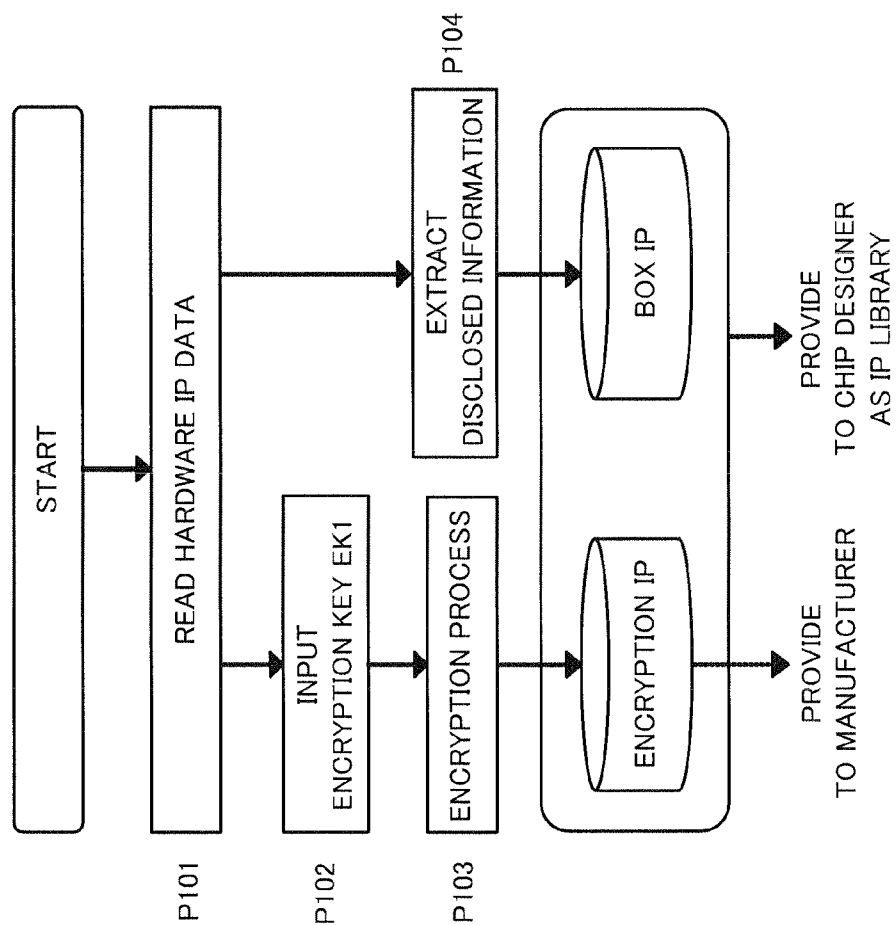 START
P101
READ HARDWARE IP DATA
P102
INPUT
ENCRYPTION KEY EK1
P103
ENCRYPTION PROCESS
EXTRACT
DISCLOSED INFORMATION
P104
ENCRYPTION IP
BOX IP
PROVIDE
TO MANUFACTURER
PROVIDE
TO CHIP DESIGNER
AS IP LIBRARY